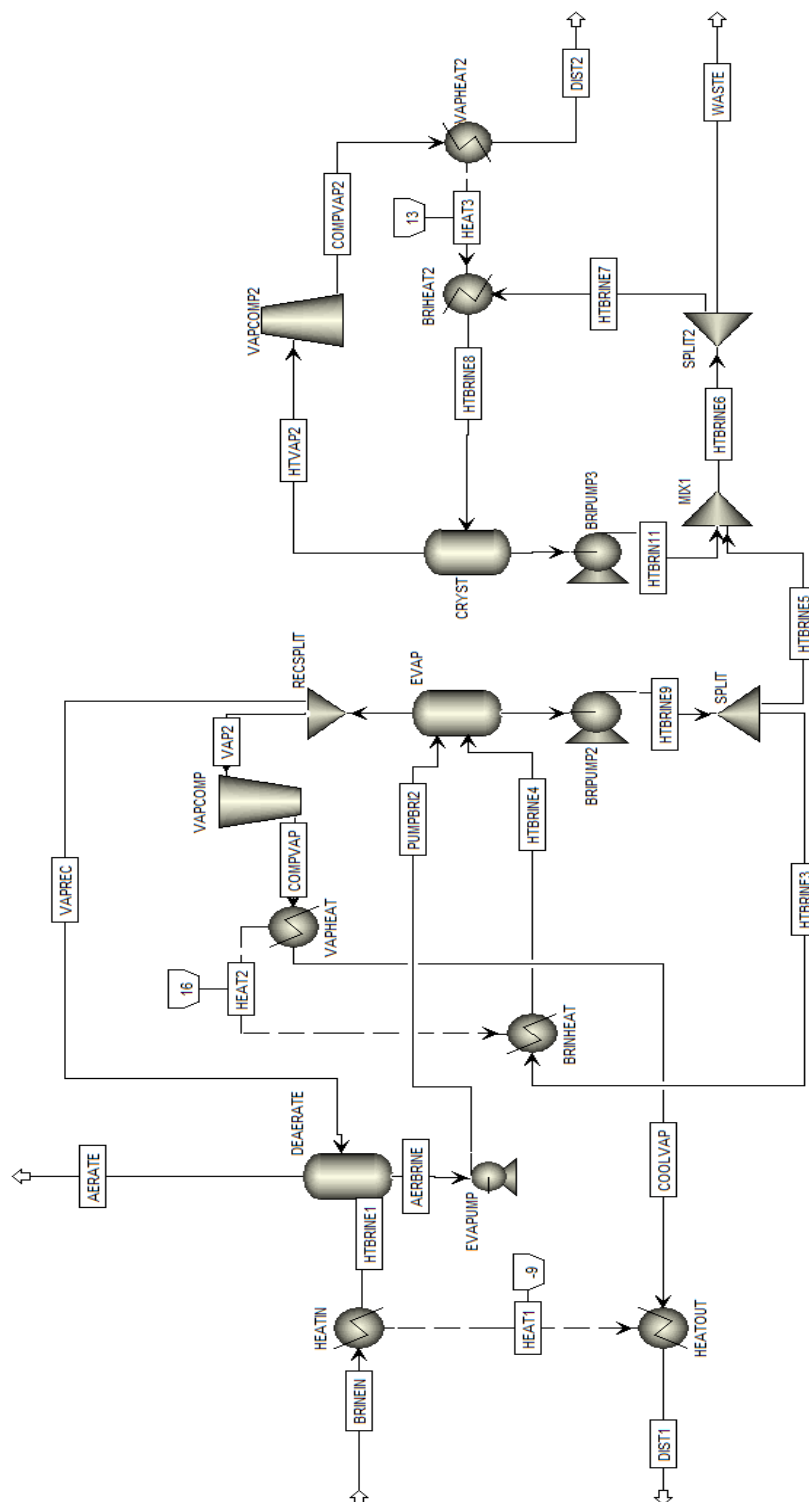 AERATE
VAPREC
HTVAP2
VAPCOMP2
COMPVAP2
VAPHEAT2
DIST2
13
HEAT3
BRIHEAT2
HTBRINE8
HTBRINE7
CRYST
BRIPUMP3
HTBRIN11
MIX1
HTBRINE6
SPLIT2
WASTE
HTBRINE5
RECSPLIT
VAP2
VAPCOMP
COMPVAP
VAPHEAT
16
HEAT2
EVAP
PUMPBRI2
HTBRINE4
BRIPUMP2
HTBRINE9
SPLIT
HTBRINE3
BRINHEAT
DEAERATE
HTBRINE1
AERBRINE
EVAPUMP
BRINEIN
HEATIN
-9
HEAT1
COOLVAP
HEATOUT
DIST1